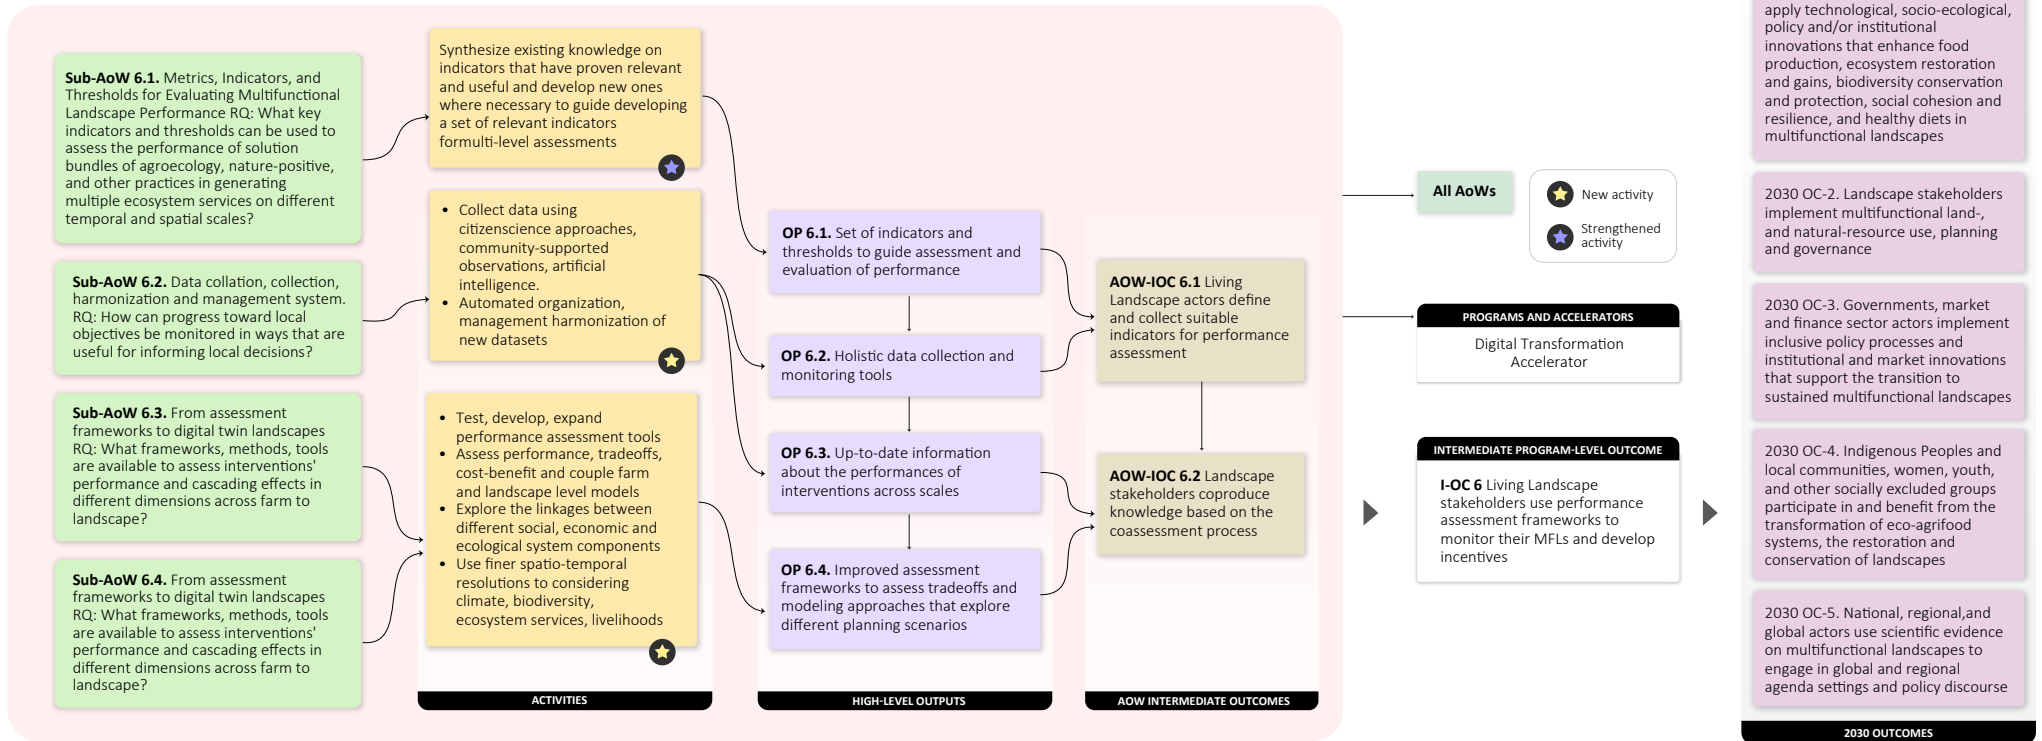 Sub-AoW 6.1. Metrics, Indicators, and
Thresholds for Evaluating Multifunctional
Landscape Performance RQ: What key
indicators and thresholds can be used to
assess the performance of solution
bundles of agroecology, nature-positive,
and other practices in generating
multiple ecosystem services on different
temporal and spatial scales?
Sub-AoW 6.2. Data collation, collection,
harmonization and management system.
RQ: How can progress toward local
objectives be monitored in ways that are
useful for informing local decisions?
Sub-AoW 6.3. From assessment
frameworks to digital twin landscapes
RQ: What frameworks, methods, tools
are available to assess interventions'
performance and cascading effects in
different dimensions across farm to
landscape?
Sub-AoW 6.4. From assessment
frameworks to digital twin landscapes
RQ: What frameworks, methods, tools
are available to assess interventions'
performance and cascading effects in
different dimensions across farm to
landscape?
Synthesize existing knowledge on
indicators that have proven relevant
and useful and develop new ones
where necessary to guide developing
a set of relevant indicators
formulti-level assessments
• Collect data using
citizenscience approaches,
community-supported
observations, artificial
intelligence.
• Automated organization,
management harmonization of
new datasets
• Test, develop, expand
performance assessment tools
• Assess performance, tradeoffs,
cost-benefit and couple farm
and landscape level models
• Explore the linkages between
different social, economic and
ecological system components
• Use finer spatio-temporal
resolutions to considering
climate, biodiversity,
ecosystem services, livelihoods
ACTIVITIES
OP 6.1. Set of indicators and
thresholds to guide assessment and
evaluation of performance
OP 6.2. Holistic data collection and
monitoring tools
OP 6.3. Up-to-date information
about the performances of
interventions across scales
OP 6.4. Improved assessment
frameworks to assess tradeoffs and
modeling approaches that explore
different planning scenarios
HIGH-LEVEL OUTPUTS
AOW-IOC 6.1 Living
Landscape actors define
and collect suitable
indicators for performance
assessment
AOW-IOC 6.2 Landscape
stakeholders coproduce
knowledge based on the
coassessment process
AOW INTERMEDIATE OUTCOMES
All AoWs
New activity
Strengthened
activity
PROGRAMS AND ACCELERATORS
Digital Transformation
Accelerator
INTERMEDIATE PROGRAM-LEVEL OUTCOME
I-OC 6 Living Landscape
stakeholders use performance
assessment frameworks to
monitor their MFLs and develop
incentives
apply technological, socio-ecological,
policy and/or institutional
innovations that enhance food
production, ecosystem restoration
and gains, biodiversity conservation
and protection, social cohesion and
resilience, and healthy diets in
multifunctional landscapes
2030 OC-2. Landscape stakeholders
implement multifunctional land-,
and natural-resource use, planning
and governance
2030 OC-3. Governments, market
and finance sector actors implement
inclusive policy processes and
institutional and market innovations
that support the transition to
sustained multifunctional landscapes
2030 OC-4. Indigenous Peoples and
local communities, women, youth,
and other socially excluded groups
participate in and benefit from the
transformation of eco-agrifood
systems, the restoration and
conservation of landscapes
2030 OC-5. National, regional,and
global actors use scientific evidence
on multifunctional landscapes to
engage in global and regional
agenda settings and policy discourse
2030 OUTCOMES